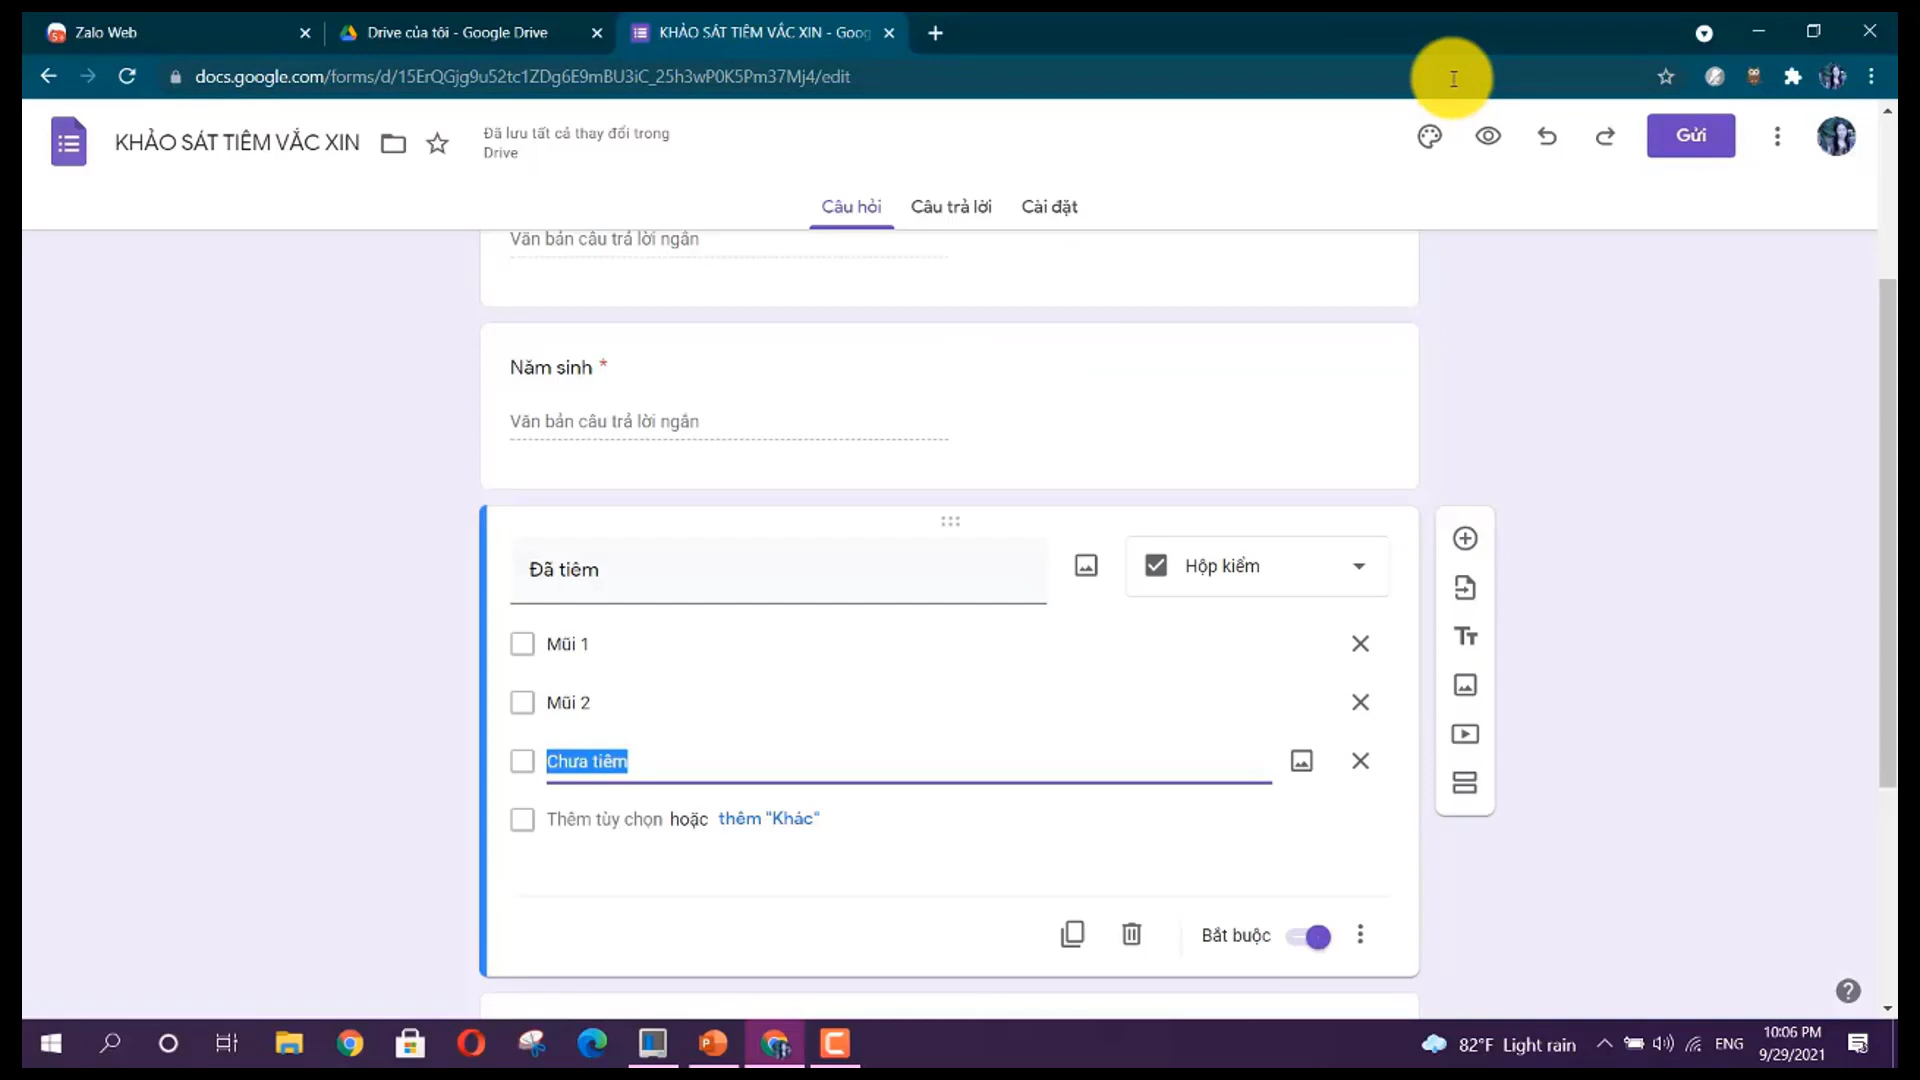 Zalo Web
Drive của tôi - Google Drive
KHẢO SÁT TIÊM VẮC XIN - Goog
docs.google.com/forms/d/15ErQGjg9u52tc1ZDg6E9mBU3iC_25h3wP0K5Pm37Mj4/edit
KHẢO SÁT TIÊM VẮC XIN
Đã lưu tất cả thay đổi trong
Drive
Gửi
Câu hỏi
Câu trả lời
Cài đặt
Văn bản câu trả lời ngắn
Năm sinh *
Văn bản câu trả lời ngắn
Đã tiêm
Hộp kiểm
Mũi 1
Mũi 2
Chưa tiêm
Thêm tùy chọn hoặc thêm "Khác"
Bắt buộc
82°F Light rain
ENG
10:06 PM
9/29/2021